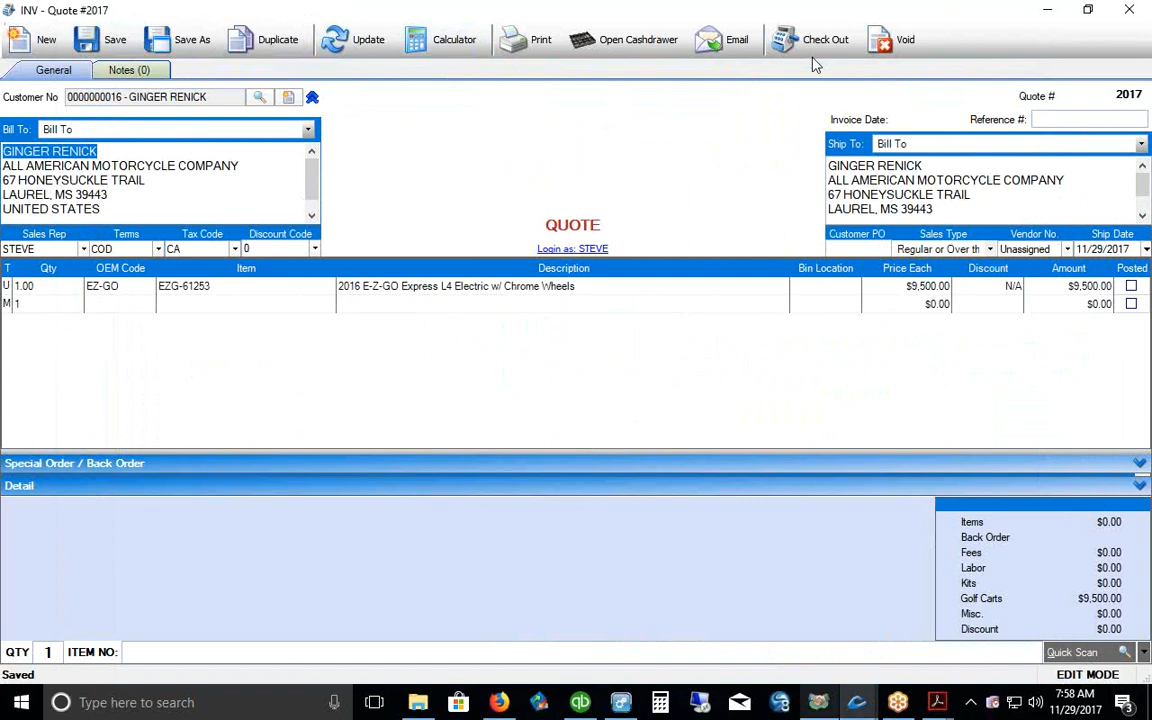 INV - Quote #2017
New Save Save As Duplicate Update Calculator Print Open Cashdrawer Email Check Out Void
General Notes (0)
Customer No 0000000016 - GINGER RENICK Quote # 2017
Invoice Date: Reference #:
Bill To: Bill To
Ship To: Bill To
GINGER RENICK
ALL AMERICAN MOTORCYCLE COMPANY
67 HONEYSUCKLE TRAIL
LAUREL, MS 39443
UNITED STATES
GINGER RENICK
ALL AMERICAN MOTORCYCLE COMPANY
67 HONEYSUCKLE TRAIL
LAUREL, MS 39443
QUOTE
Login as: STEVE
Sales Rep Terms Tax Code Discount Code Customer PO Sales Type Vendor No. Ship Date
STEVE COD CA 0 Regular or Over th Unassigned 11/29/2017
T Qty OEM Code Item Description Bin Location Price Each Discount Amount Posted
U 1.00 EZ-GO EZG-61253 2016 E-Z-GO Express L4 Electric w/ Chrome Wheels $9,500.00 N/A $9,500.00
M 1 $0.00 $0.00
Special Order / Back Order
Detail
Items $0.00
Back Order
Fees $0.00
Labor $0.00
Kits $0.00
Golf Carts $9,500.00
Misc. $0.00
Discount $0.00
QTY 1 ITEM NO: Quick Scan
Saved EDIT MODE
Type here to search 7:58 AM
11/29/2017 3